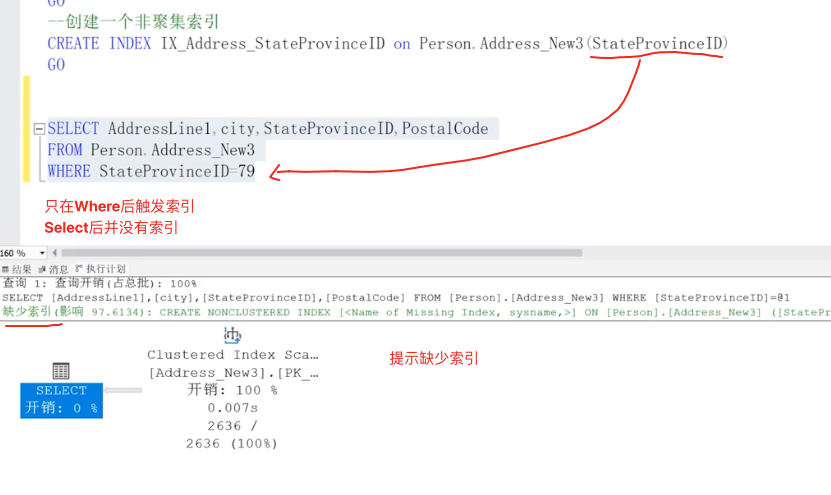 GO
--创建一个非聚集索引
CREATE INDEX IX_Address_StateProvinceID on Person.Address_New3(StateProvinceID)
GO
SELECT AddressLine1,city,StateProvinceID,PostalCode
FROM Person.Address_New3
WHERE StateProvinceID=79
只在Where后触发索引
Select后并没有索引
160 %
结果 消息 执行计划
查询 1: 查询开销(占总批): 100%
SELECT [AddressLine1],[city],[StateProvinceID],[PostalCode] FROM [Person].[Address_New3] WHERE [StateProvinceID]=@1
缺少索引(影响 97.6134): CREATE NONCLUSTERED INDEX [<Name of Missing Index, sysname,>] ON [Person].[Address_New3] ([StatePr
提示缺少索引
Clustered Index Sca…
[Address_New3].[PK_…
开销: 100 %
0.007s
2636 /
2636 (100%)
SELECT
开销: 0 %